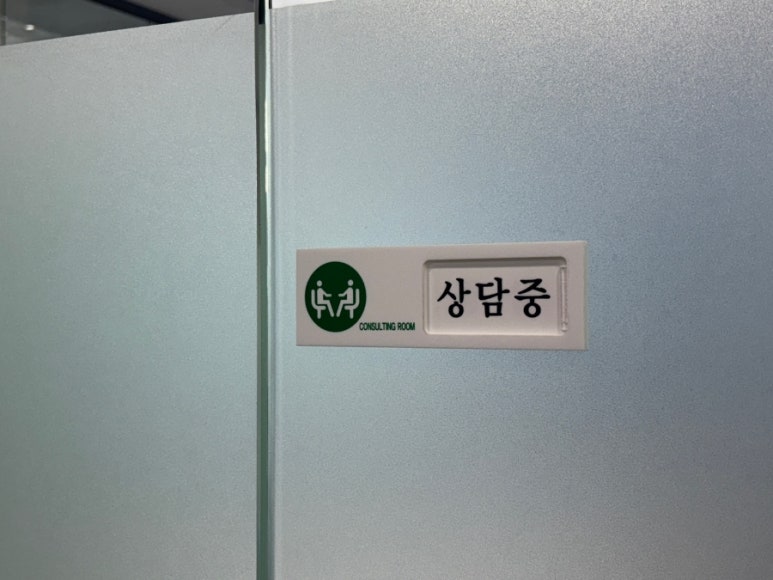 CONSULTING ROOM
상담중